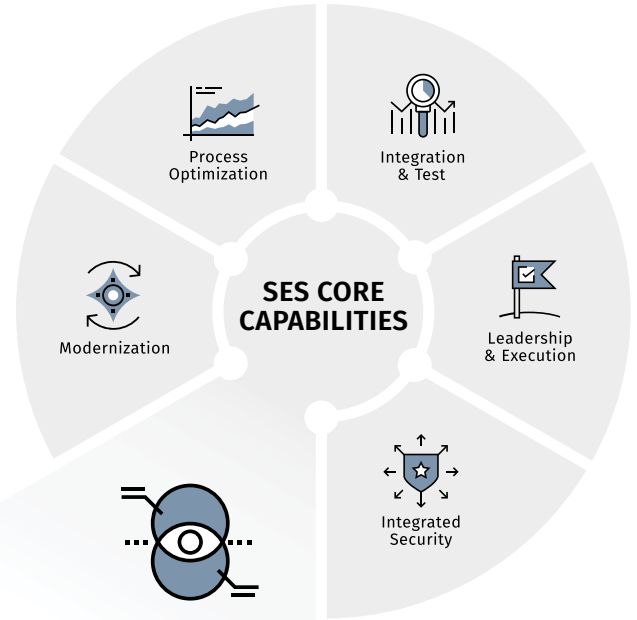 Process
Optimization
Integration
& Test
Modernization
SES CORE
CAPABILITIES
Leadership
& Execution
Integrated
Security